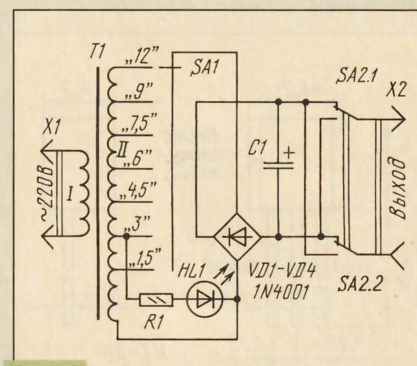 T1
„12”
SA1
„9”
„7,5”
II
„6”
„4,5”
„3”
„1,5”
X1
~220В
I
C1
+
SA2.1
X2
Выход
SA2.2
HL1
VD1-VD4
1N4001
R1